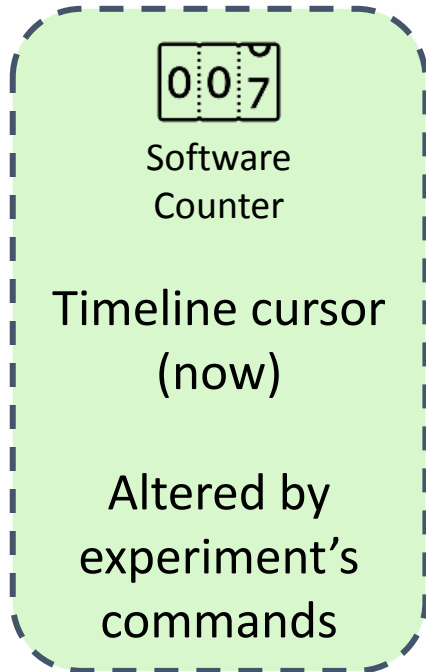 007
Software
Counter
Timeline cursor
(now)
Altered by
experiment’s
commands